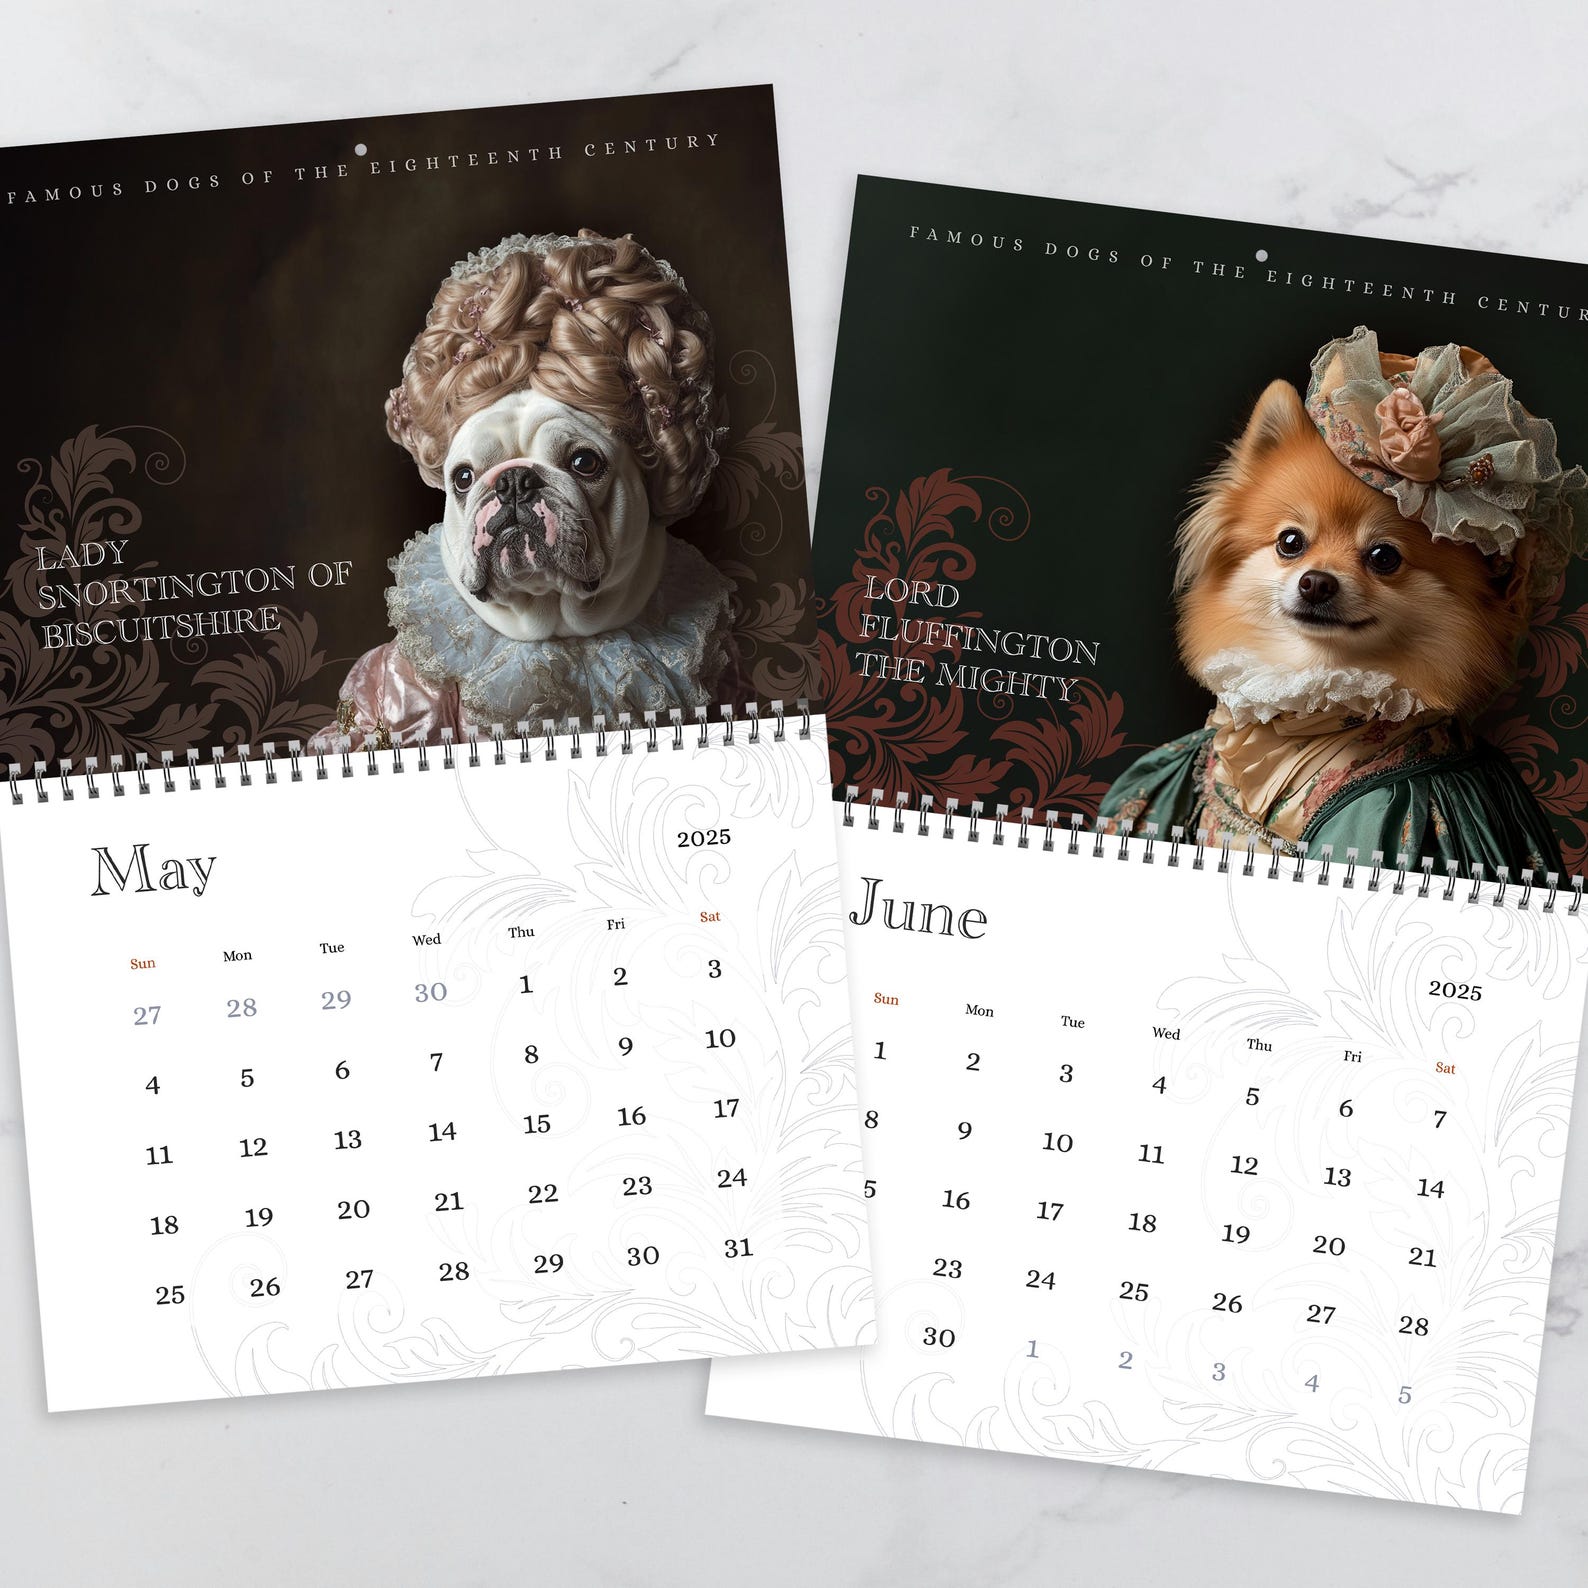 FAMOUS DOGS OF THE EIGHTEENTH CENTURY
LADY
SNORTINGTON OF
BISCUITSHIRE
May
2025
Sun Mon Tue Wed Thu Fri Sat
27 28 29 30 1 2 3
4 5 6 7 8 9 10
11 12 13 14 15 16 17
18 19 20 21 22 23 24
25 26 27 28 29 30 31
FAMOUS DOGS OF THE EIGHTEENTH CENTUR
LORD
FLUFFINGTON
THE MIGHTY
June
2025
Sun Mon Tue Wed Thu Fri Sat
1 2 3 4 5 6 7
8 9 10 11 12 13 14
5 16 17 18 19 20 21
23 24 25 26 27 28
30 1 2 3 4 5